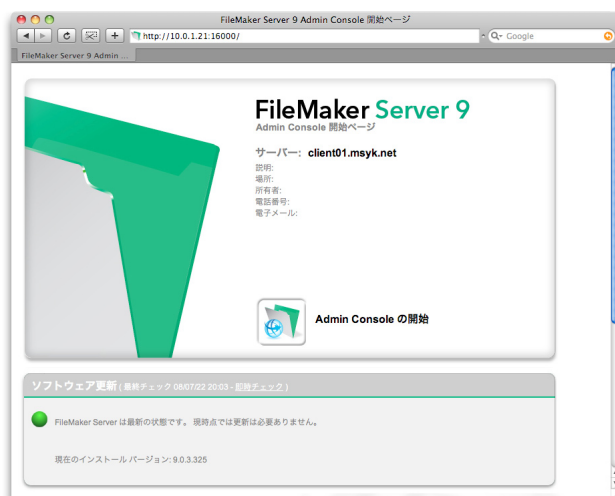 FileMaker Server 9 Admin Console 開始ページ
http://10.0.1.21:16000/
Google
FileMaker Server 9 Admin ...
FileMaker Server 9
Admin Console 開始ページ
サーバー: client01.msyk.net
説明:
場所:
所有者:
電話番号:
電子メール:
Admin Console の開始
ソフトウェア更新 ( 最終チェック 08/07/22 20:03 - 即時チェック )
FileMaker Server は最新の状態です。 現時点では更新は必要ありません。
現在のインストール バージョン: 9.0.3.325